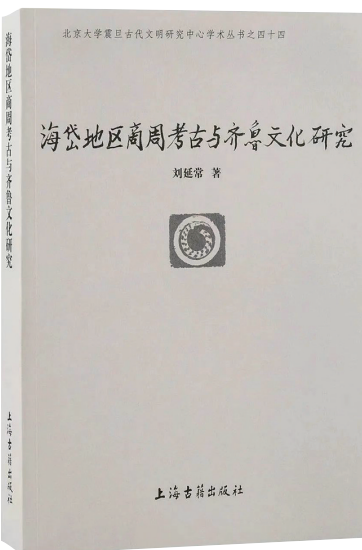 北京大学震旦古代文明研究中心学术丛书之四十四
海岱地区商周考古与齐鲁文化研究
刘延常 著
上海古籍出版社
海岱地区商周考古与齐鲁文化研究
上海古籍出版社